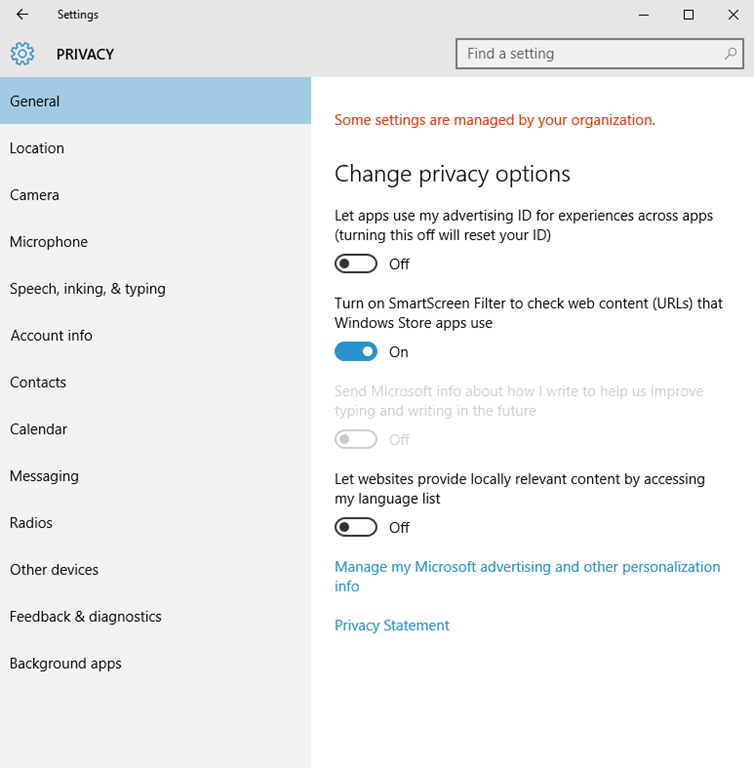 Settings
PRIVACY
Find a setting
General
Location
Camera
Microphone
Speech, inking, & typing
Account info
Contacts
Calendar
Messaging
Radios
Other devices
Feedback & diagnostics
Background apps
Some settings are managed by your organization.
Change privacy options
Let apps use my advertising ID for experiences across apps
(turning this off will reset your ID)
Off
Turn on SmartScreen Filter to check web content (URLs) that
Windows Store apps use
On
Send Microsoft info about how I write to help us improve
typing and writing in the future
Off
Let websites provide locally relevant content by accessing
my language list
Off
Manage my Microsoft advertising and other personalization
info
Privacy Statement